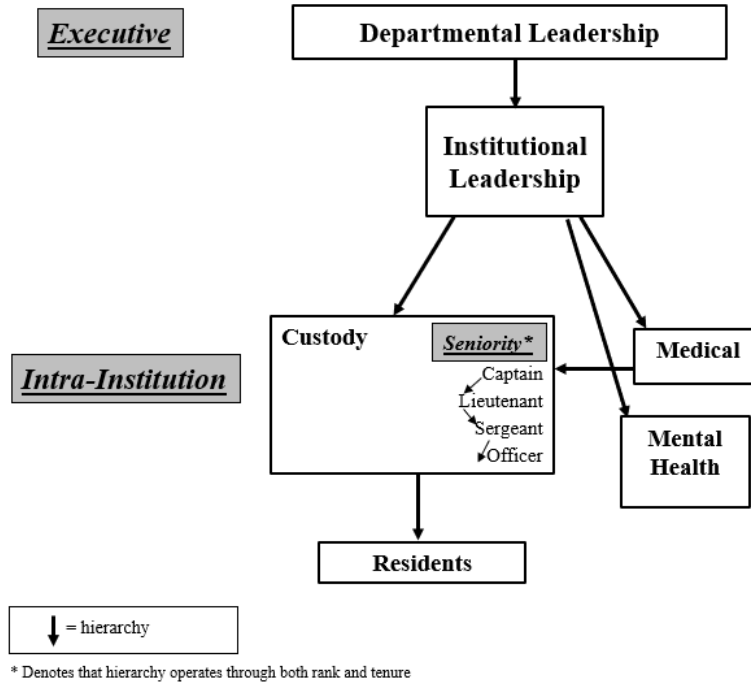 Executive
Departmental Leadership
Institutional
Leadership
Custody
Seniority*
Captain
Lieutenant
Sergeant
Officer
Medical
Intra-Institution
Mental
Health
Residents
= hierarchy
* Denotes that hierarchy operates through both rank and tenure